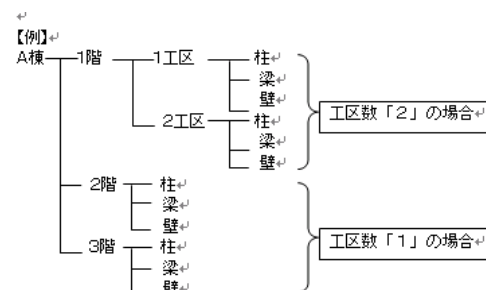 【例】
A棟 1階 1工区 柱
梁
壁
2工区 柱
梁
壁
工区数「2」の場合
2階 柱
梁
壁
3階 柱
梁
壁
工区数「1」の場合